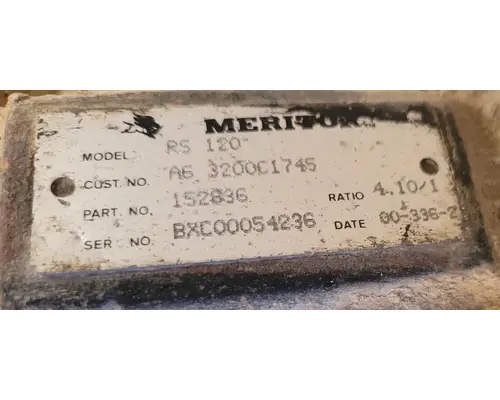 MERITOR
MODEL RS 120
CUST. NO. A6 3200C1745
PART. NO. 152836 RATIO 4.10/1
SER NO. BXC00054236 DATE 00-336-2